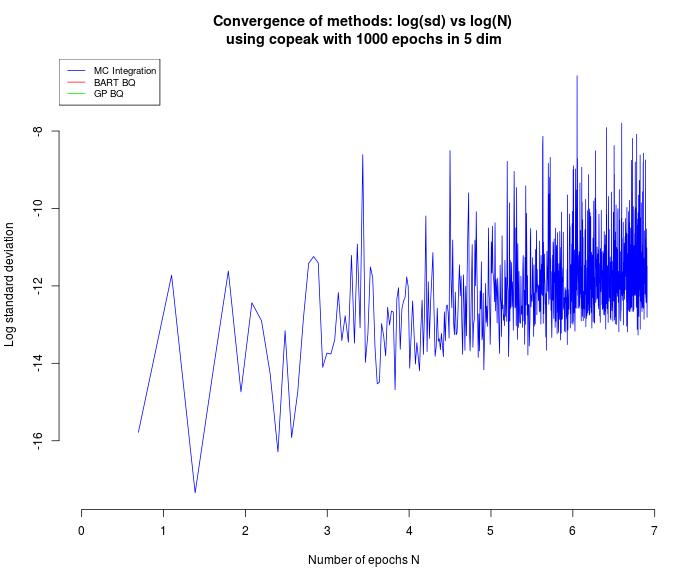 Convergence of methods: log(sd) vs log(N)
using copeak with 1000 epochs in 5 dim
MC Integration
BART BQ
GP BQ
Log standard deviation
-8
-10
-12
-14
-16
0 1 2 3 4 5 6 7
Number of epochs N